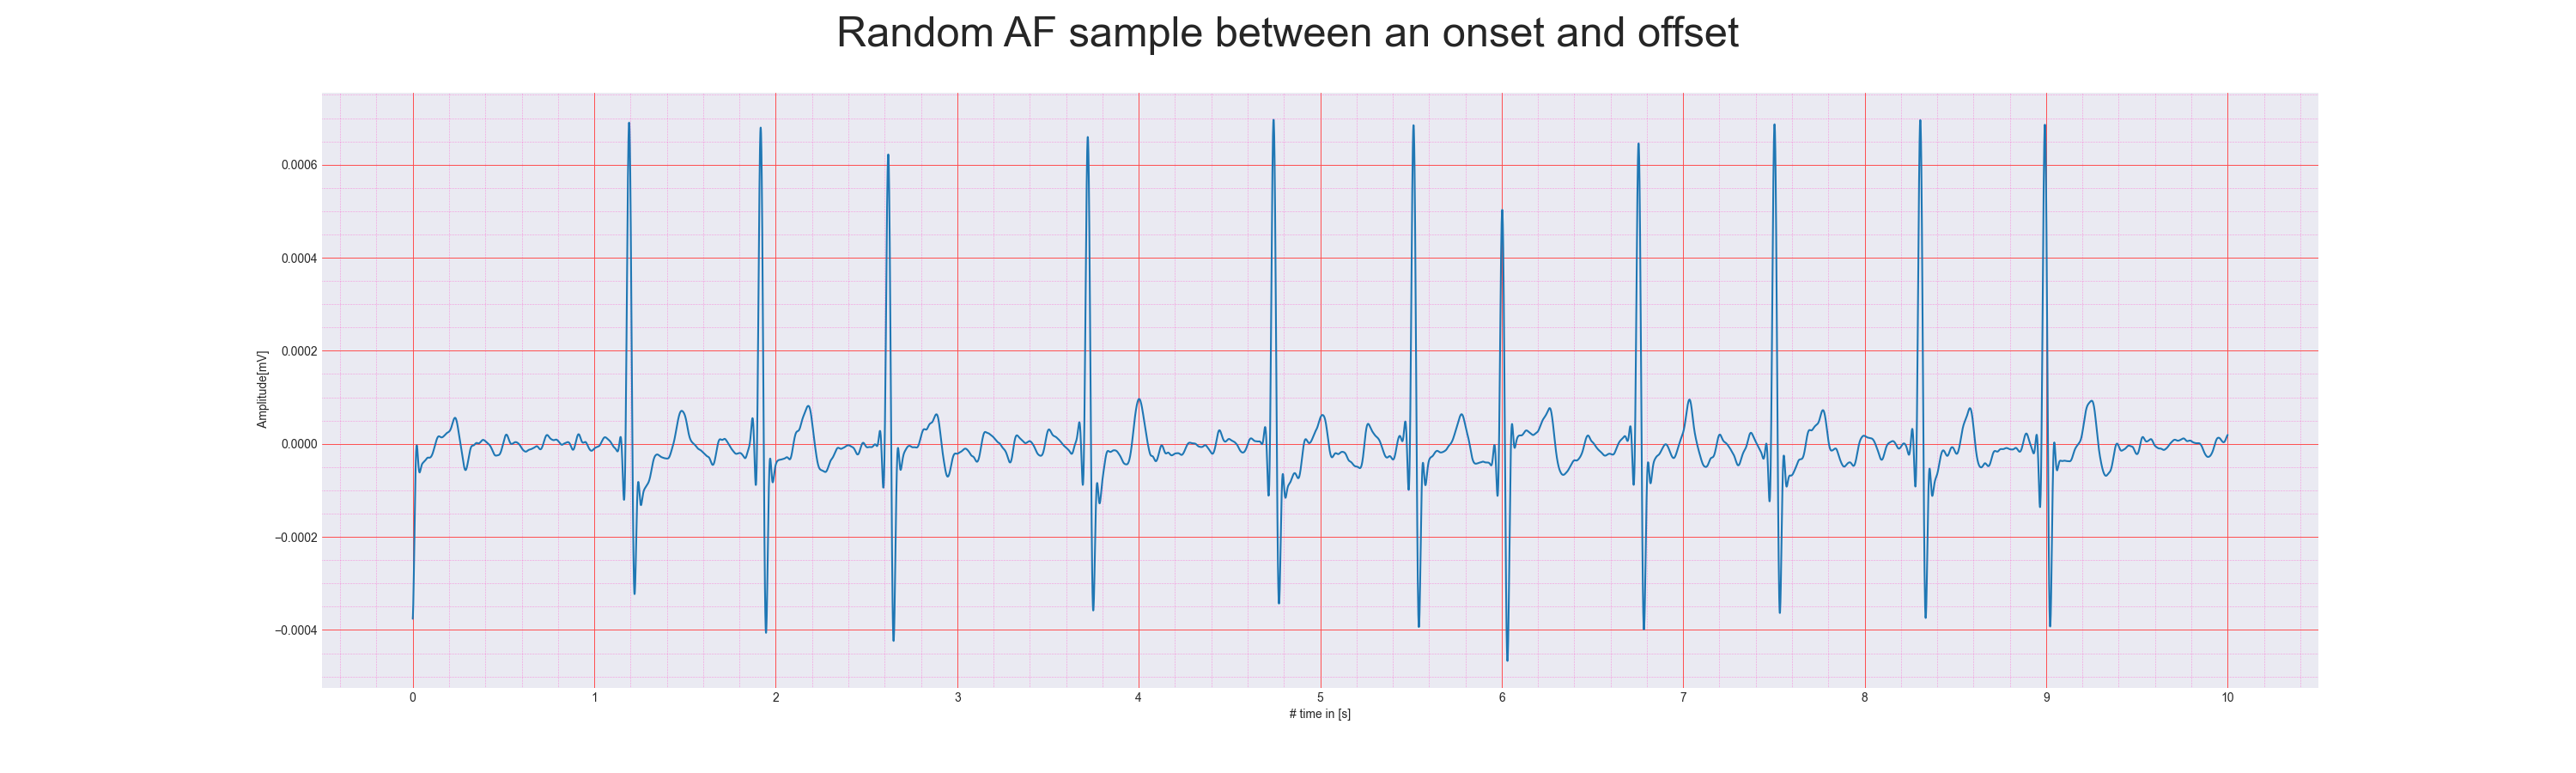 Random AF sample between an onset and offset
0.0006
0.0004
0.0002
0.0000
−0.0002
−0.0004
Amplitude[mV]
0 1 2 3 4 5 6 7 8 9 10
# time in [s]